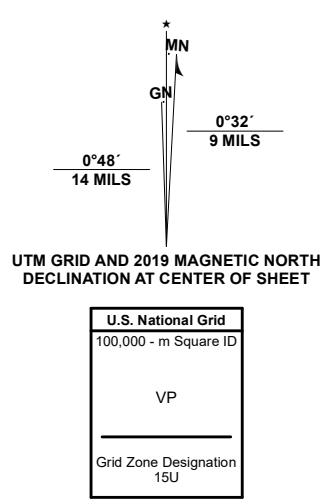 ★
MN
GN
0°32´
9 MILS
0°48´
14 MILS
UTM GRID AND 2019 MAGNETIC NORTH
DECLINATION AT CENTER OF SHEET
U.S. National Grid
100,000 - m Square ID
VP
Grid Zone Designation
15U